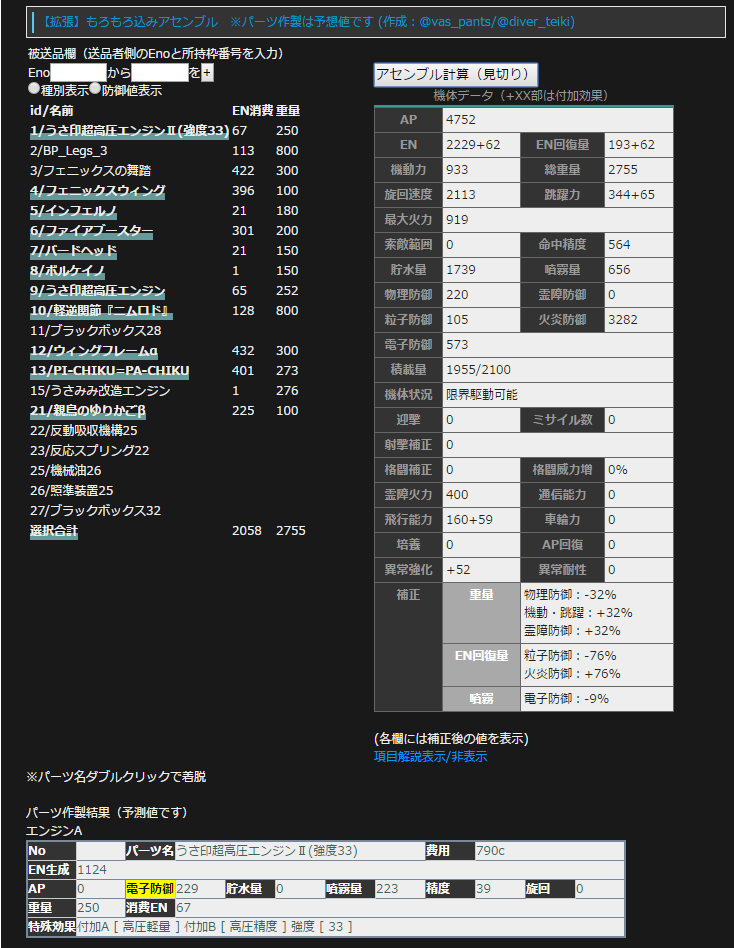 【拡張】もろもろ込みアセンブル　※パーツ作製は予想値です (作成：@vas_pants/@diver_teiki)
被送品欄（送品者側のEnoと所持枠番号を入力）
Eno から を +
種別表示 防御値表示
id/名前 EN消費 重量
1/うさ印超高圧エンジンⅡ(強度33) 67 250
2/BP_Legs_3 113 800
3/フェニックスの舞踏 422 300
4/フェニックスウィング 396 100
5/インフェルノ 21 180
6/ファイアブースター 301 200
7/バードヘッド 21 150
8/ボルケイノ 1 150
9/うさ印超高圧エンジン 65 252
10/軽逆関節『ニムロド』 128 800
11/ブラックボックス28
12/ウィングフレームα 432 300
13/PI-CHIKU=PA-CHIKU 401 273
15/うさみみ改造エンジン 1 276
21/親鳥のゆりかごβ 225 100
22/反動吸収機構25
23/反応スプリング22
25/機械油26
26/照準装置25
27/ブラックボックス32
選択合計 2058 2755
アセンブル計算（見切り）
機体データ（+XX部は付加効果）
AP 4752
EN 2229+62 EN回復量 193+62
機動力 933 総重量 2755
旋回速度 2113 跳躍力 344+65
最大火力 919
索敵範囲 0 命中精度 564
貯水量 1739 噴霧量 656
物理防御 220 霊障防御 0
粒子防御 105 火炎防御 3282
電子防御 573
積載量 1955/2100
機体状況 限界駆動可能
迎撃 0 ミサイル数 0
射撃補正 0
格闘補正 0 格闘威力増 0%
霊障火力 400 通信能力 0
飛行能力 160+59 車輪力 0
培養 0 AP回復 0
異常強化 +52 異常耐性 0
補正 重量 物理防御：-32%
機動・跳躍：+32%
霊障防御：+32%
EN回復量 粒子防御：-76%
火炎防御：+76%
噴霧 電子防御：-9%
(各欄には補正後の値を表示)
項目解説表示/非表示
※パーツ名ダブルクリックで着脱
パーツ作製結果（予測値です）
エンジンA
No パーツ名 うさ印超高圧エンジンⅡ(強度33) 費用 790c
EN生成 1124
AP 0 電子防御 229 貯水量 0 噴霧量 223 精度 39 旋回 0
重量 250 消費EN 67
特殊効果 付加A [ 高圧軽量 ] 付加B [ 高圧精度 ] 強度 [ 33 ]